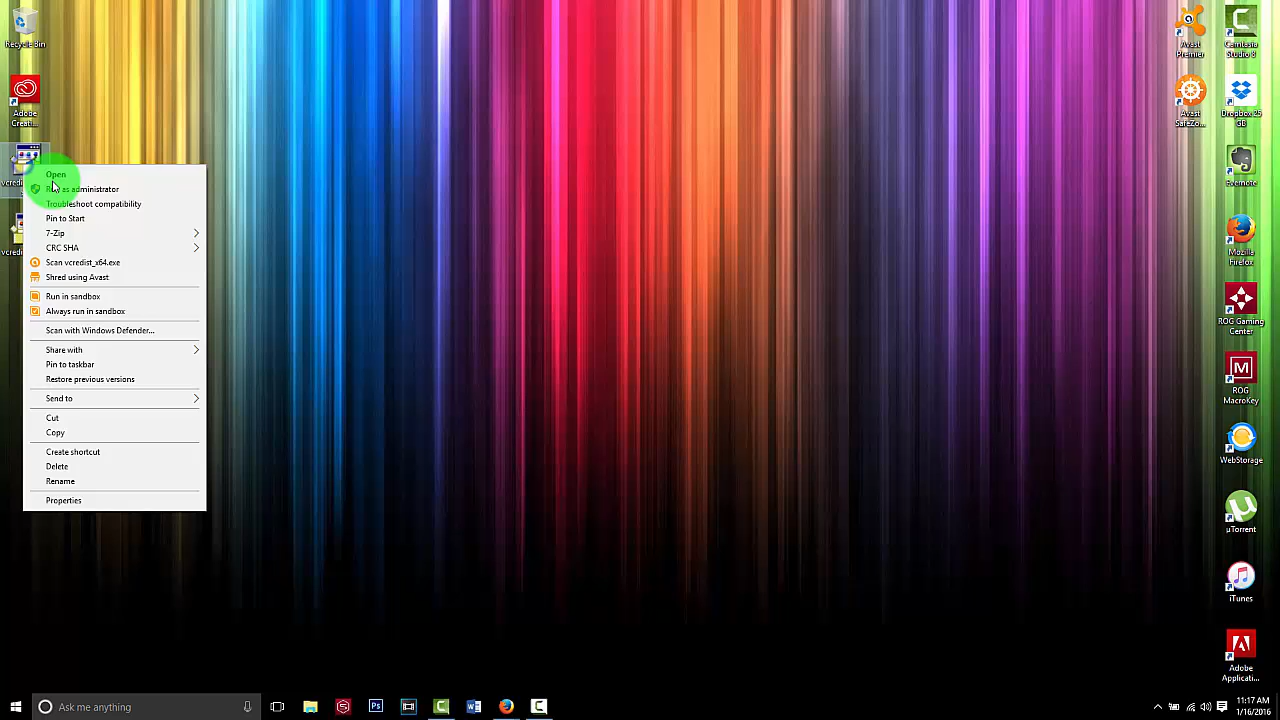 Recycle Bin
Adobe
Creati...
Open
Run as administrator
Troubleshoot compatibility
Pin to Start
7-Zip
CRC SHA
Scan vcredist_x64.exe
Shred using Avast
Run in sandbox
Always run in sandbox
Scan with Windows Defender...
Share with
Pin to taskbar
Restore previous versions
Send to
Cut
Copy
Create shortcut
Delete
Rename
Properties
Avast
Premier
Camtasia
Studio 8
Avast
SafeZo...
Dropbox 25
GB
Evernote
Mozilla
Firefox
ROG Gaming
Center
ROG
MacroKey
WebStorage
µTorrent
iTunes
Adobe
Applicati...
Ask me anything
11:17 AM
1/16/2016